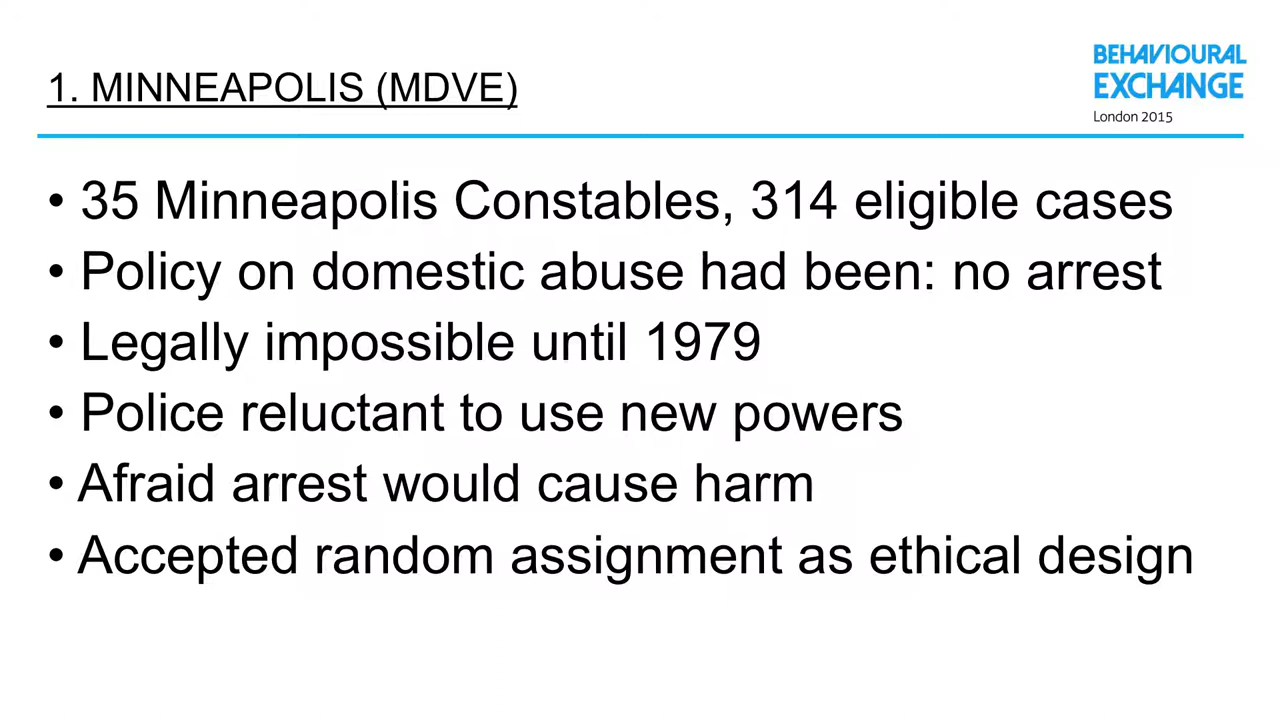 1. MINNEAPOLIS (MDVE)
BEHAVIOURAL
EXCHANGE
London 2015
• 35 Minneapolis Constables, 314 eligible cases
• Policy on domestic abuse had been: no arrest
• Legally impossible until 1979
• Police reluctant to use new powers
• Afraid arrest would cause harm
• Accepted random assignment as ethical design